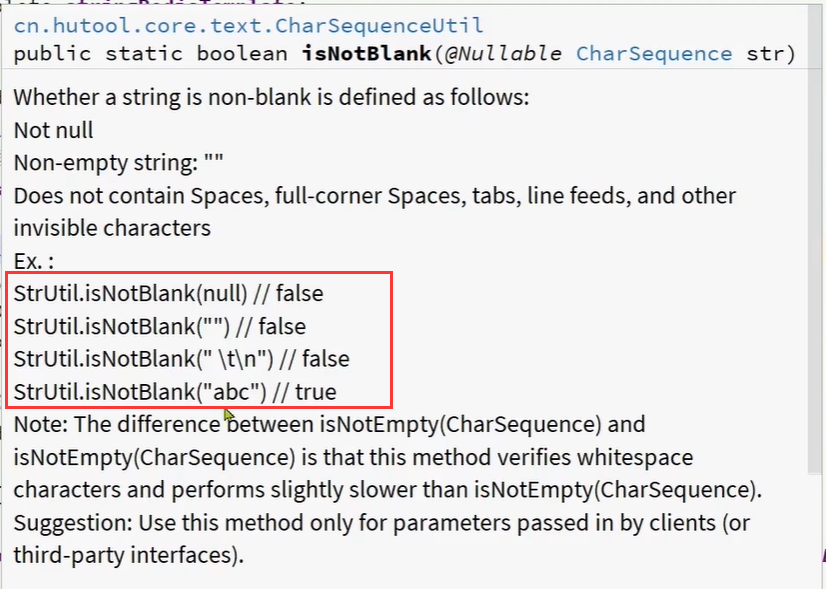 cn.hutool.core.text.CharSequenceUtil
public static boolean isNotBlank(@Nullable CharSequence str)
Whether a string is non-blank is defined as follows:
Not null
Non-empty string: ""
Does not contain Spaces, full-corner Spaces, tabs, line feeds, and other
invisible characters
Ex. :
StrUtil.isNotBlank(null) // false
StrUtil.isNotBlank("") // false
StrUtil.isNotBlank(" \t\n") // false
StrUtil.isNotBlank("abc") // true
Note: The difference between isNotEmpty(CharSequence) and
isNotEmpty(CharSequence) is that this method verifies whitespace
characters and performs slightly slower than isNotEmpty(CharSequence).
Suggestion: Use this method only for parameters passed in by clients (or
third-party interfaces).